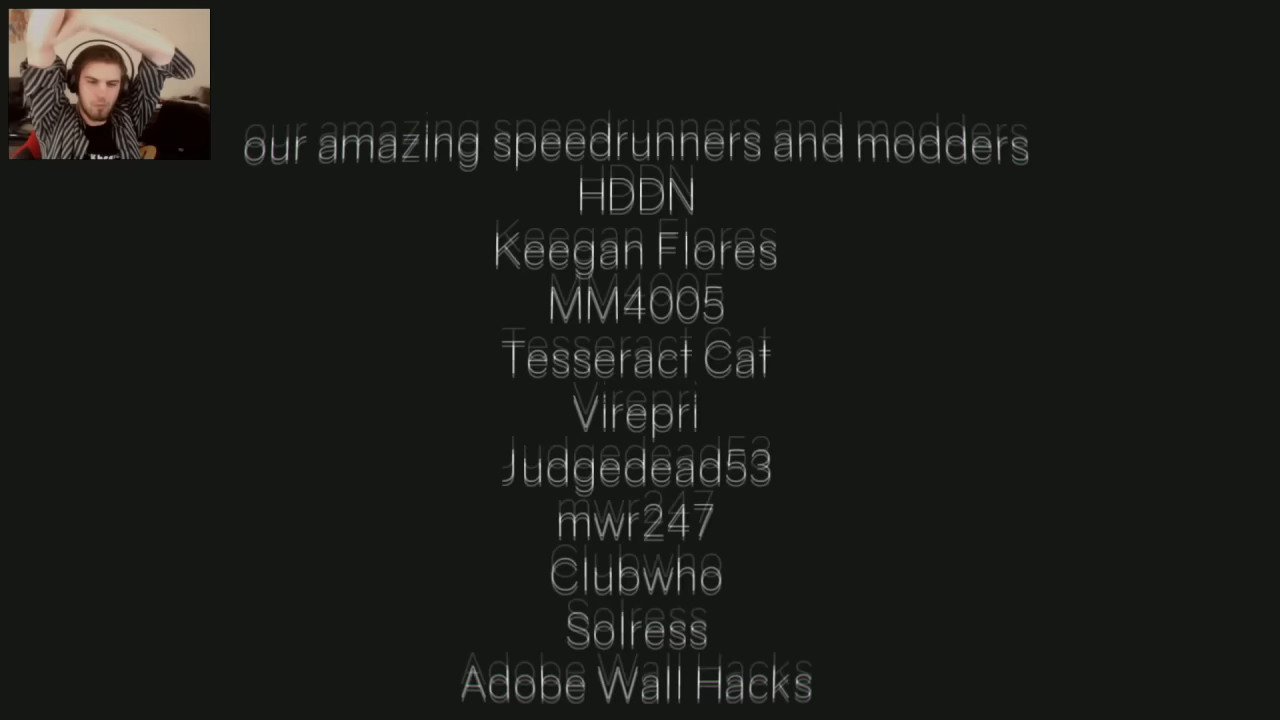 our amazing speedrunners and modders
HDDN
Keegan Flores
MM4005
Tesseract Cat
Virepri
Judgedead53
mwr247
Clubwho
Solress
Adobe Wall Hacks